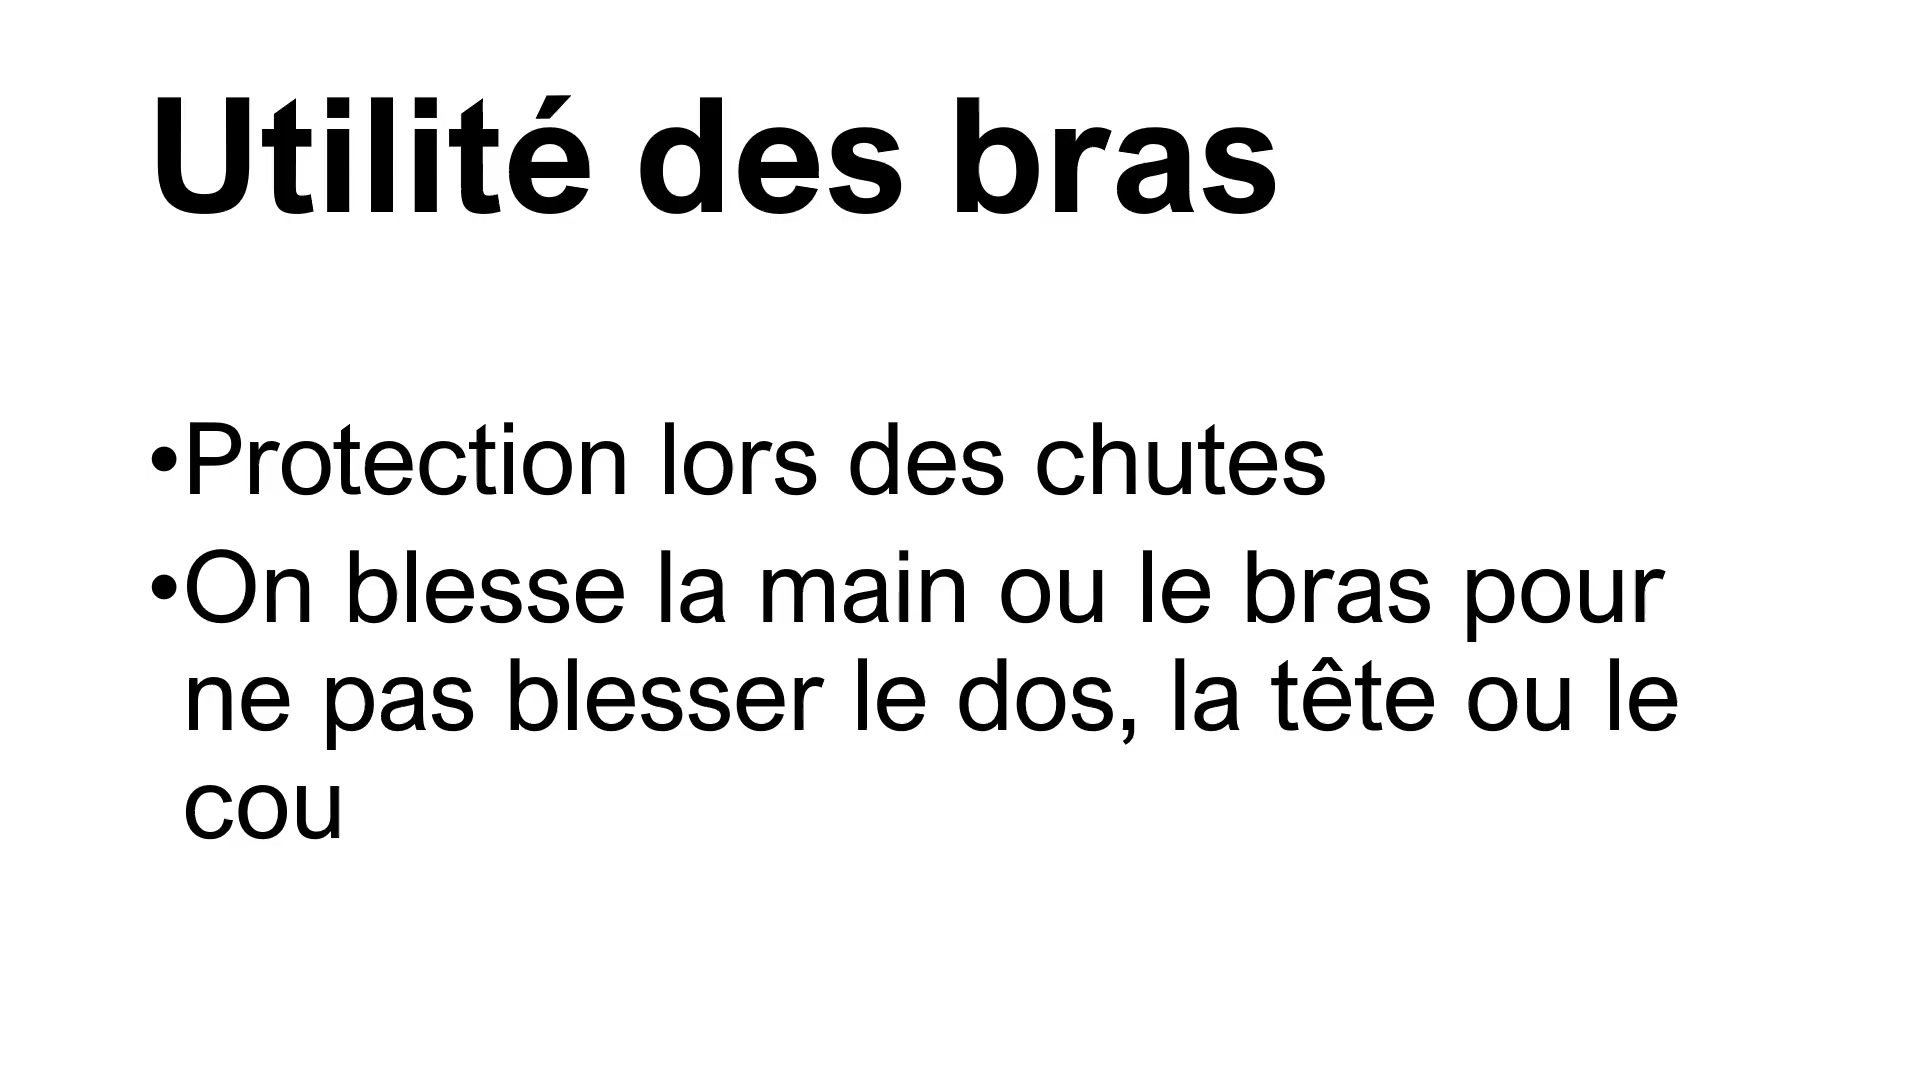 Utilité des bras
•Protection lors des chutes
•On blesse la main ou le bras pour
ne pas blesser le dos, la tête ou le
cou